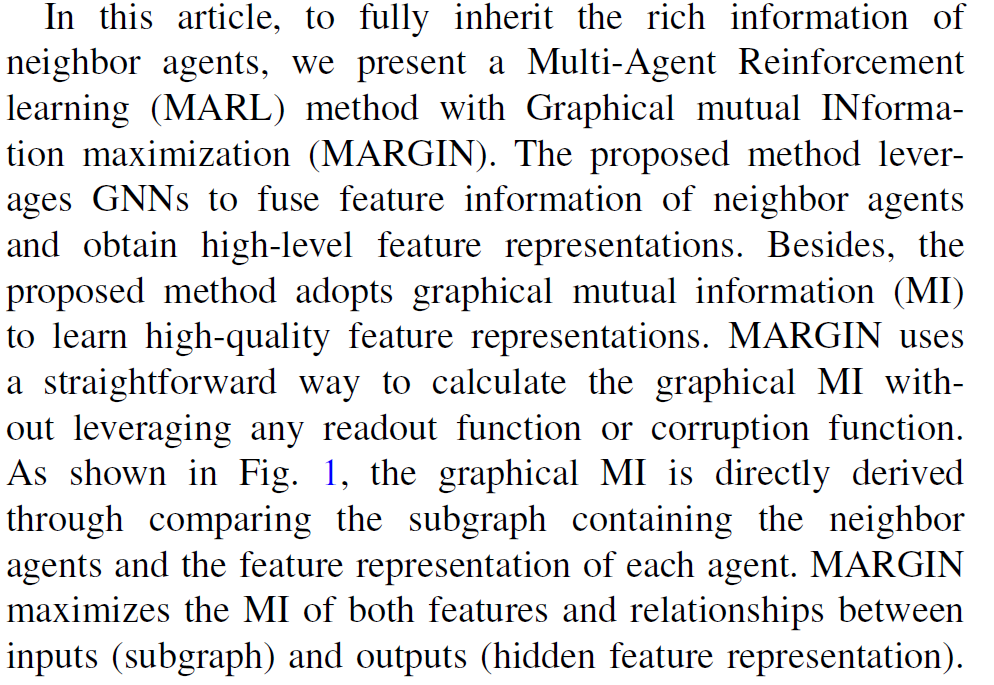 In this article, to fully inherit the rich information of
neighbor agents, we present a Multi-Agent Reinforcement
learning (MARL) method with Graphical mutual INforma-
tion maximization (MARGIN). The proposed method lever-
ages GNNs to fuse feature information of neighbor agents
and obtain high-level feature representations. Besides, the
proposed method adopts graphical mutual information (MI)
to learn high-quality feature representations. MARGIN uses
a straightforward way to calculate the graphical MI with-
out leveraging any readout function or corruption function.
As shown in Fig. 1, the graphical MI is directly derived
through comparing the subgraph containing the neighbor
agents and the feature representation of each agent. MARGIN
maximizes the MI of both features and relationships between
inputs (subgraph) and outputs (hidden feature representation).